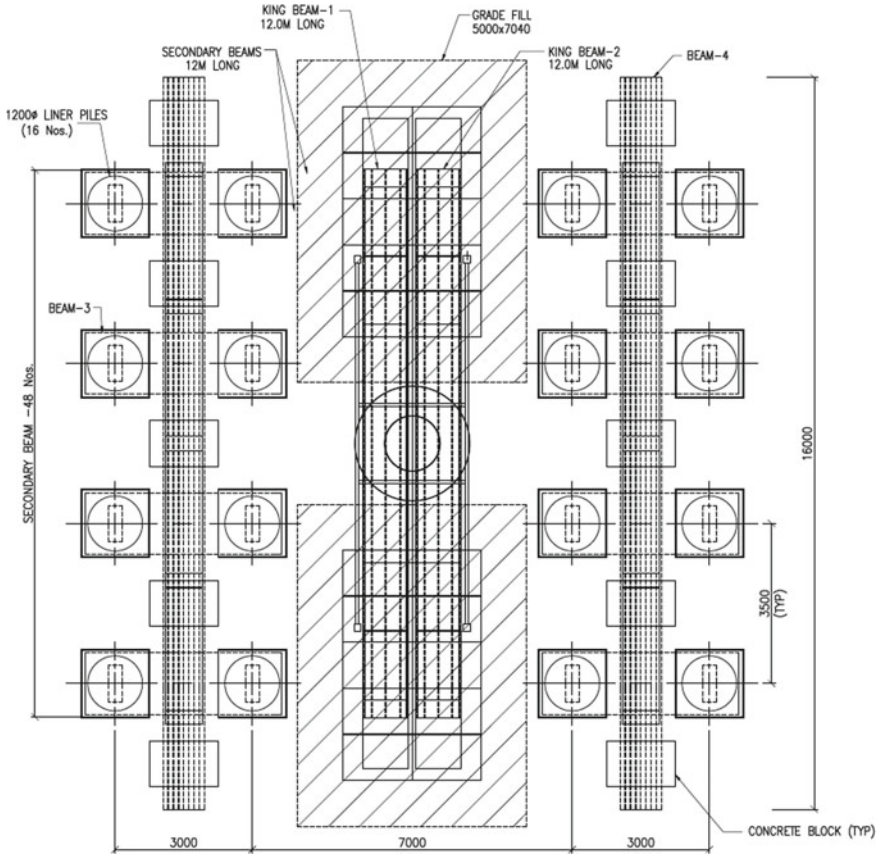 KING BEAM-1
12.0M LONG
GRADE FILL
5000x7040
SECONDARY BEAMS
12M LONG
KING BEAM-2
12.0M LONG
BEAM-4
1200ø LINER PILES
(16 Nos.)
BEAM-3
SECONDARY BEAM -48 Nos.
16000
3500
(TYP)
3000
7000
3000
CONCRETE BLOCK (TYP)